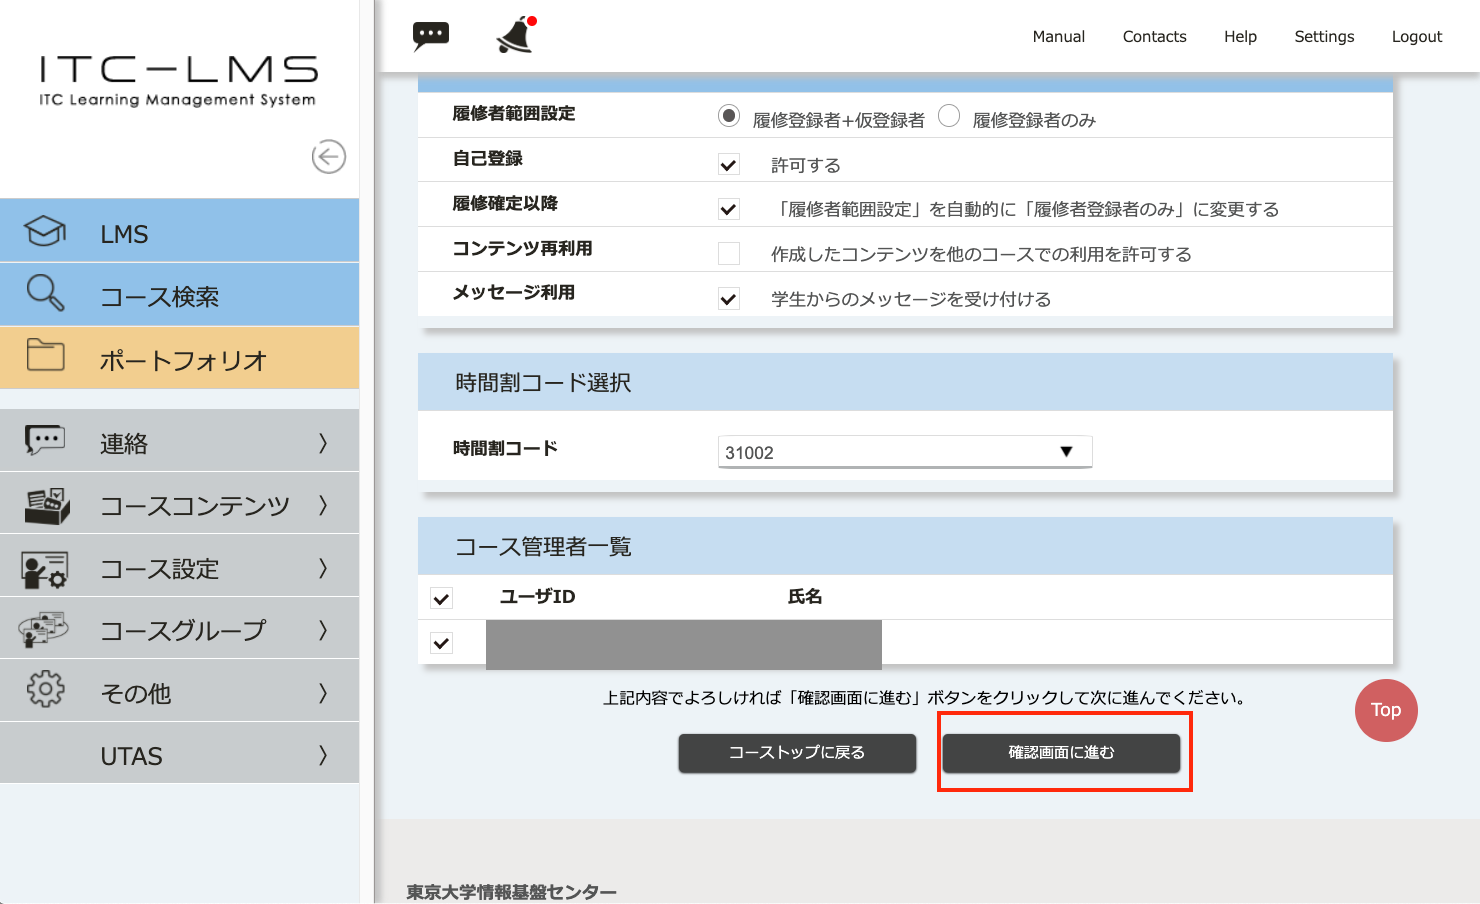 ITC-LMS
ITC Learning Management System
LMS
コース検索
ポートフォリオ
連絡
コースコンテンツ
コース設定
コースグループ
その他
UTAS
Manual Contacts Help Settings Logout
履修者範囲設定 履修登録者+仮登録者 履修登録者のみ
自己登録 許可する
履修確定以降 「履修者範囲設定」を自動的に「履修者登録者のみ」に変更する
コンテンツ再利用 作成したコンテンツを他のコースでの利用を許可する
メッセージ利用 学生からのメッセージを受け付ける
時間割コード選択
時間割コード 31002
コース管理者一覧
ユーザID 氏名
上記内容でよろしければ「確認画面に進む」ボタンをクリックして次に進んでください。
コーストップに戻る 確認画面に進む
Top
東京大学情報基盤センター